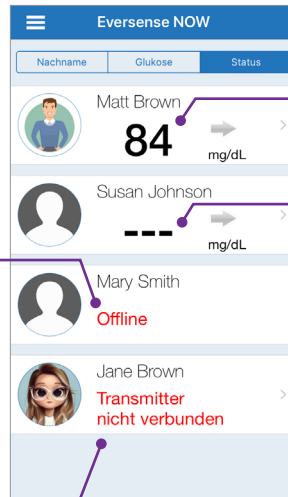 Eversense NOW
Nachname Glukose Status
Matt Brown
84
mg/dL
Susan Johnson
---
mg/dL
Mary Smith
Offline
Jane Brown
Transmitter
nicht verbunden